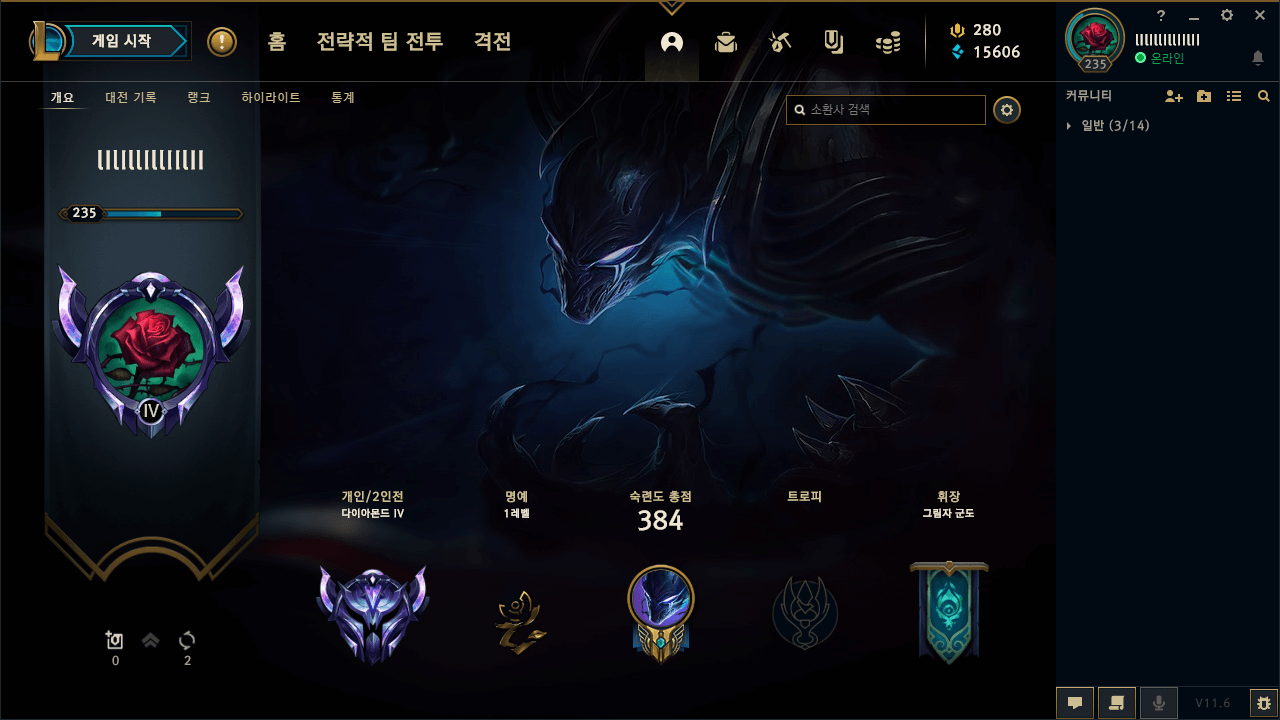 게임 시작
홈
전략적 팀 전투
격전
280
15606
235
온라인
개요
대전 기록
랭크
하이라이트
통계
소환사 검색
커뮤니티
일반 (3/14)
235
IV
개인/2인전
다이아몬드 IV
명예
1레벨
숙련도 총점
384
트로피
휘장
그림자 군도
0
2
V11.6